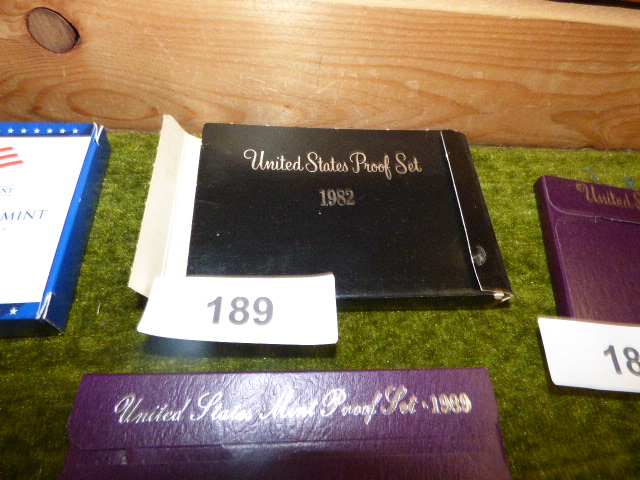 United States Proof Set
1982
189
MINT
United States Mint Proof Set · 1989
United S
18